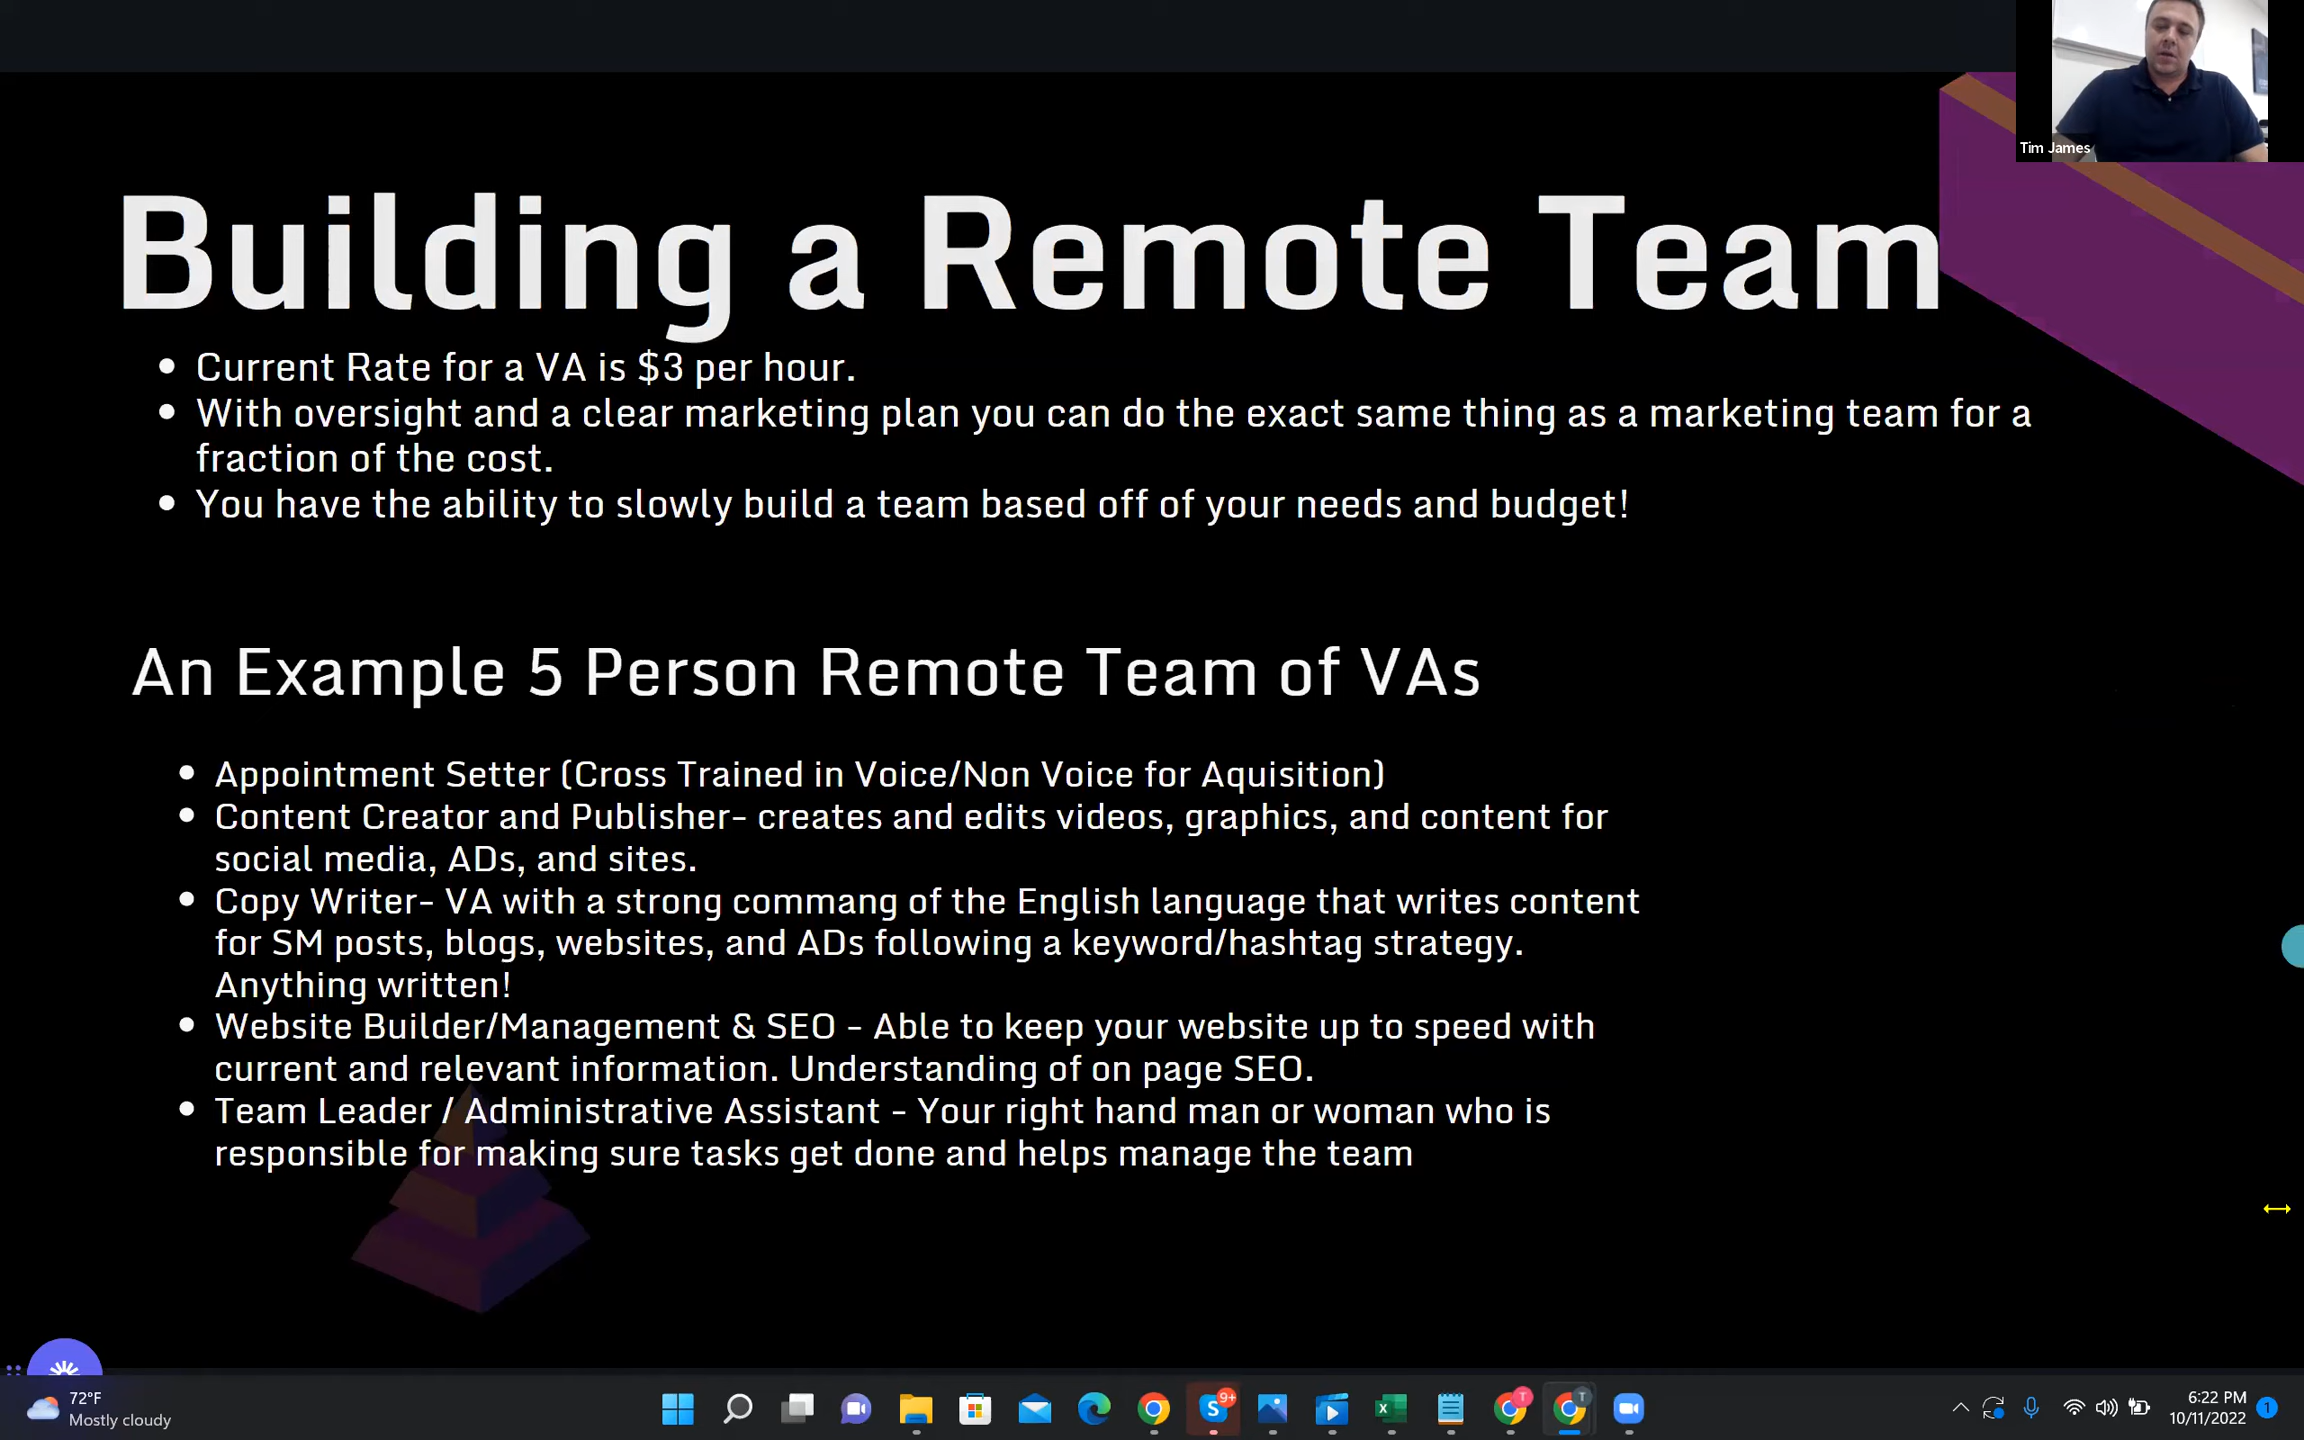 Tim James
Building a Remote Team
Current Rate for a VA is $3 per hour.
With oversight and a clear marketing plan you can do the exact same thing as a marketing team for a
fraction of the cost.
You have the ability to slowly build a team based off of your needs and budget!
An Example 5 Person Remote Team of VAs
Appointment Setter (Cross Trained in Voice/Non Voice for Aquisition)
Content Creator and Publisher- creates and edits videos, graphics, and content for
social media, ADs, and sites.
Copy Writer- VA with a strong commang of the English language that writes content
for SM posts, blogs, websites, and ADs following a keyword/hashtag strategy.
Anything written!
Website Builder/Management & SEO - Able to keep your website up to speed with
current and relevant information. Understanding of on page SEO.
Team Leader / Administrative Assistant - Your right hand man or woman who is
responsible for making sure tasks get done and helps manage the team
72°F
Mostly cloudy
9+
T
T
6:22 PM
10/11/2022
1